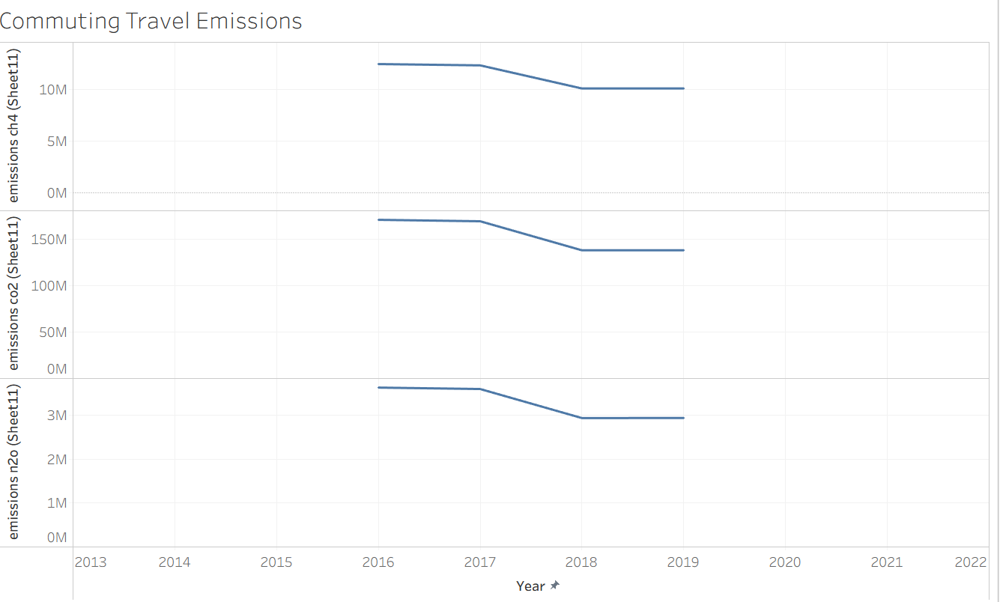 Commuting Travel Emissions
emissions ch4 (Sheet11)
10M
5M
0M
emissions co2 (Sheet11)
150M
100M
50M
0M
emissions n2o (Sheet11)
3M
2M
1M
0M
2013 2014 2015 2016 2017 2018 2019 2020 2021 2022
Year